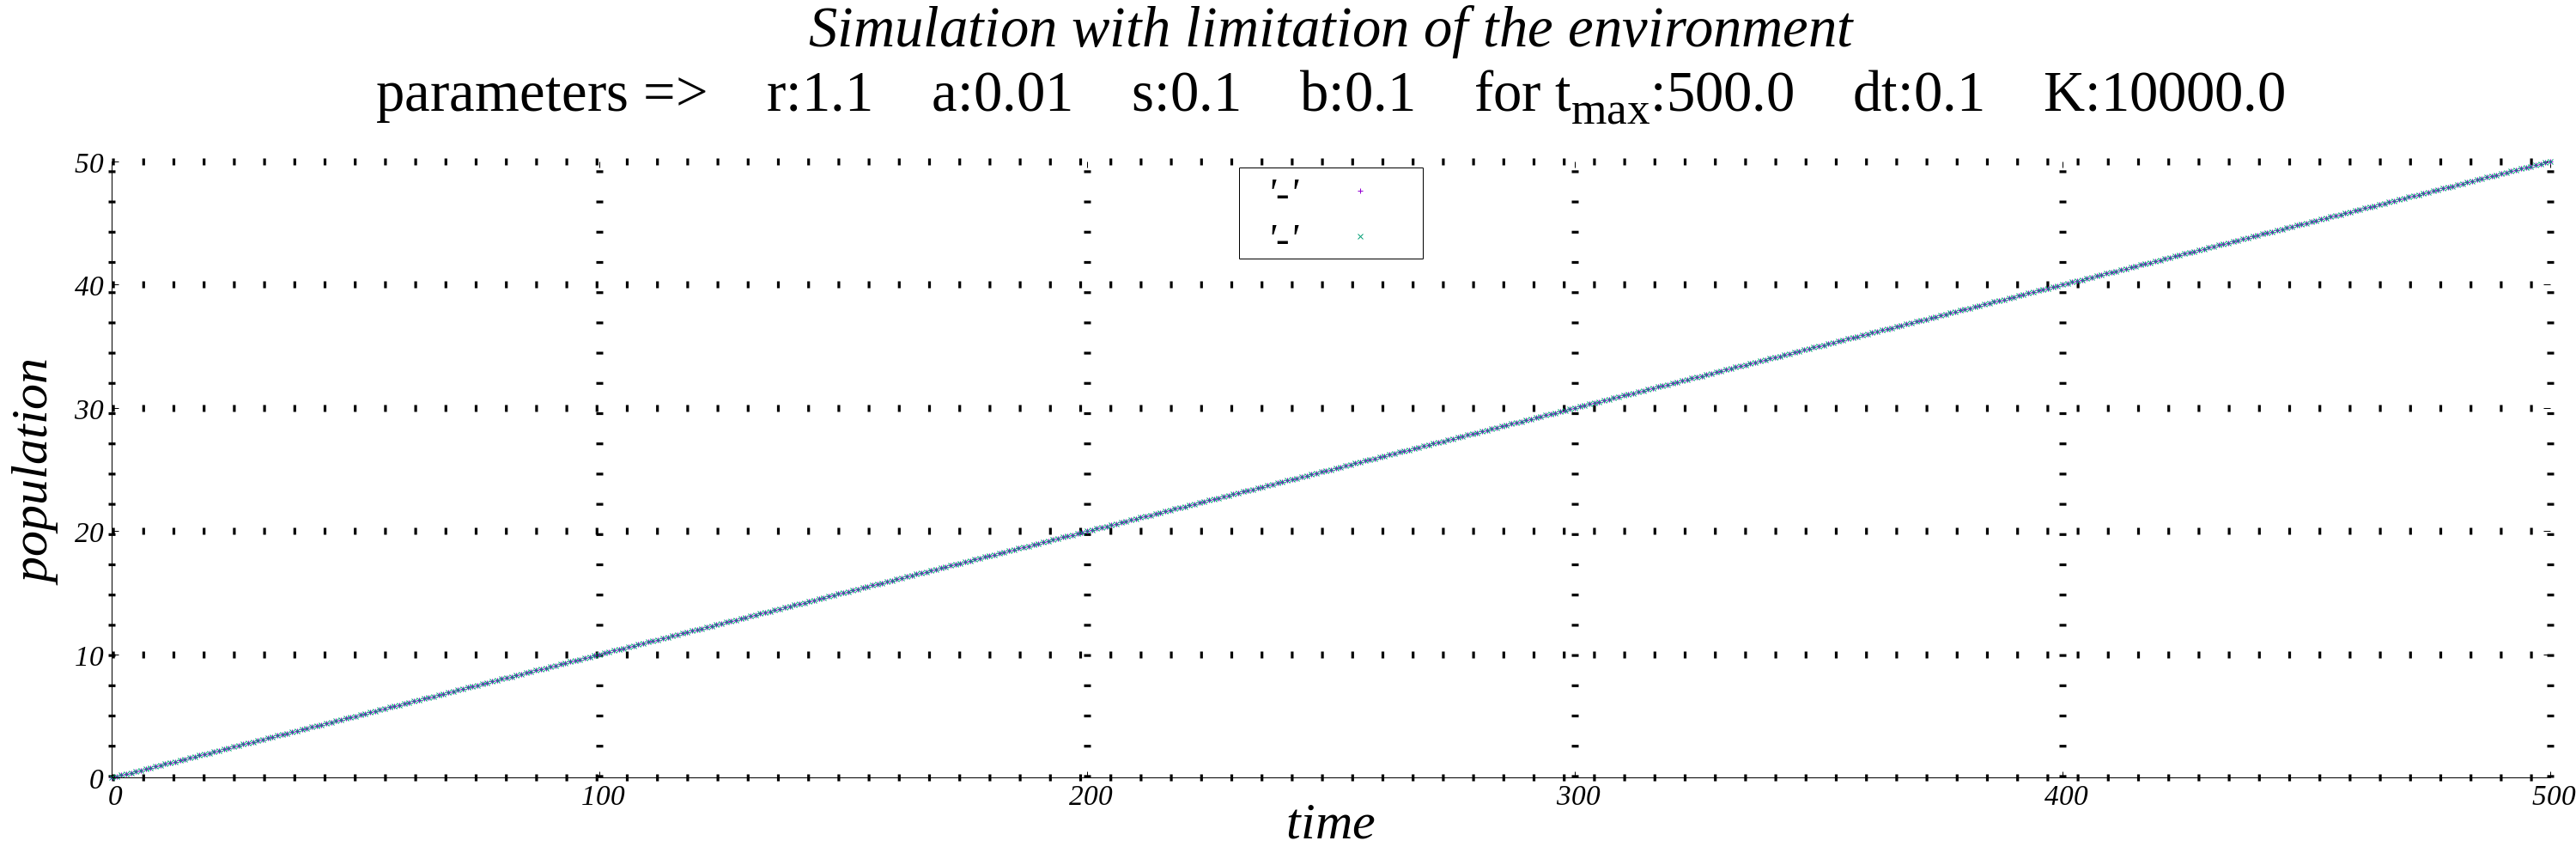 Simulation with limitation of the environment
parameters => r:1.1 a:0.01 s:0.1 b:0.1 for tmax:500.0 dt:0.1 K:10000.0
'-'
'-'
50
40
30
20
10
0
population
0 100 200 300 400 500
time